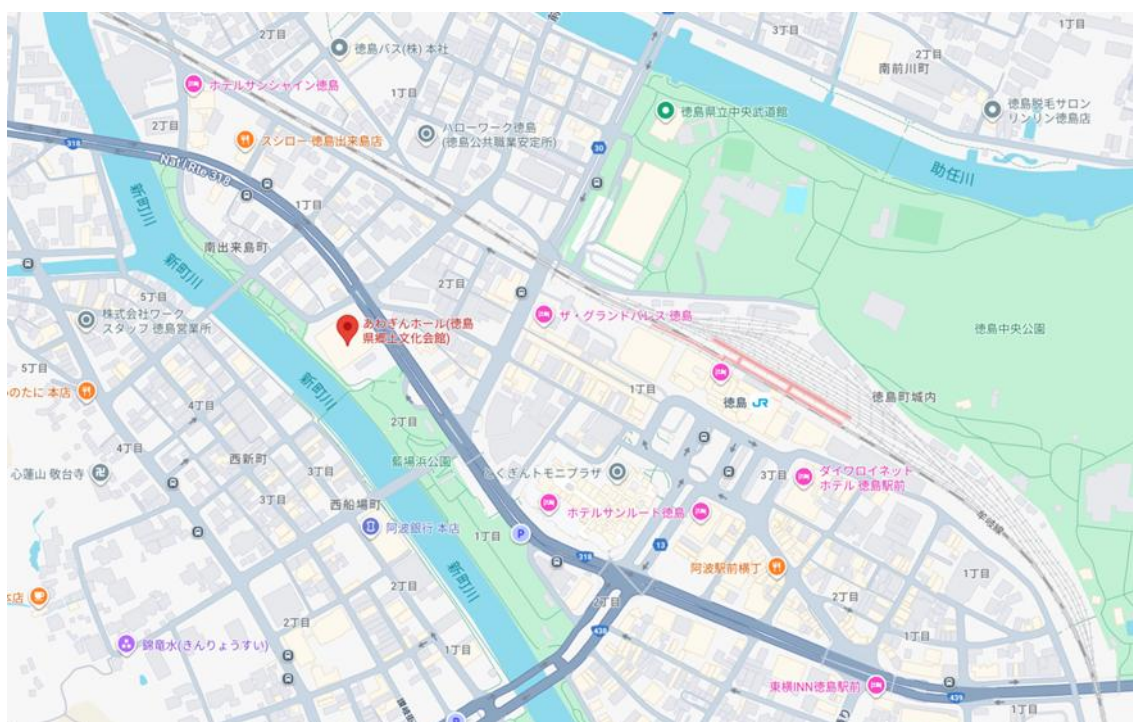 2丁目
徳島バス(株) 本社
ホテルサンシャイン徳島
1丁目
2丁目
スシロー 徳島出来島店
ハローワーク徳島
(徳島公共職業安定所)
318
Nat'l Rte 318
30
徳島県立中央武道館
1丁目
3丁目
南前川町
徳島脱毛サロン
リンリン徳島店
助任川
新町川
1丁目
南出来島町
新町川
5丁目
株式会社ワーク
スタッフ 徳島営業所
2丁目
あわぎんホール(徳島
県郷土文化会館)
ザ・グランドパレス 徳島
徳島中央公園
5丁目
のたに 本店
4丁目
新町川
2丁目
1丁目
徳島 JR
徳島町城内
4丁目
西新町
藍場浜公園
心蓮山 敬台寺
3丁目
西船場町
くぎんトモニプラザ
3丁目
ダイワロイネット
ホテル 徳島駅前
ホテルサンルート徳島
牟岐線
阿波銀行 本店
1丁目
P
13
318
阿波駅前横丁
1丁目
本店
2丁目
2丁目
2丁目
2丁目
新町川
438
錦竜水(きんりょうすい)
1丁目
1丁目
東横INN徳島駅前
439
1丁目
P